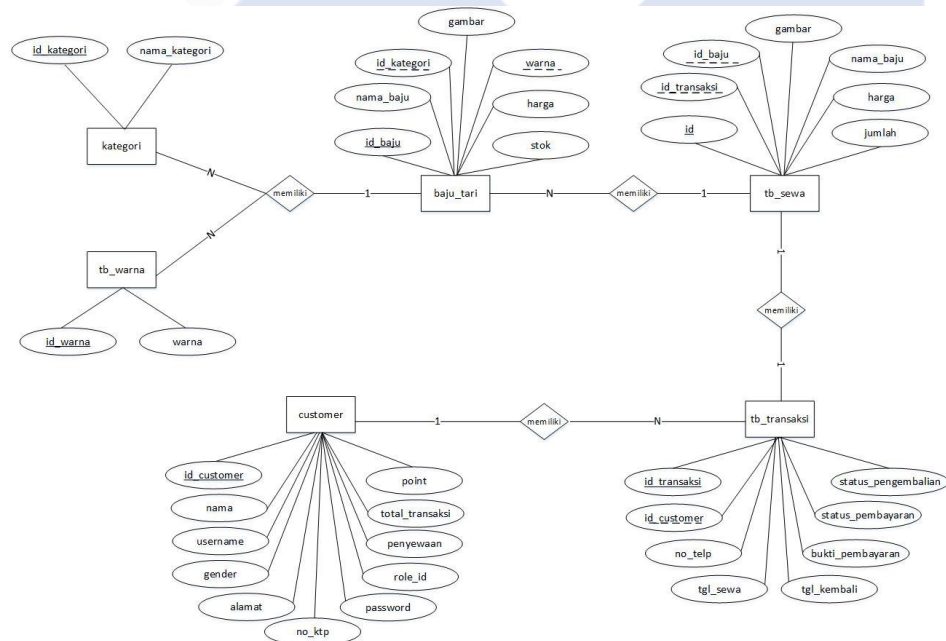 gambar
id_kategori
nama_kategori
id_kategori
warna
nama_baju
harga
id_baju
stok
kategori
baju_tari
gambar
id_baju
nama_baju
id_transaksi
harga
id
jumlah
tb_sewa
N
memiliki
1
N
memiliki
1
N
tb_warna
id_warna
warna
1
memiliki
1
customer
1
memiliki
N
tb_transaksi
id_customer
nama
username
gender
alamat
no_ktp
password
role_id
penyewaan
total_transaksi
point
id_transaksi
id_customer
no_telp
tgl_sewa
tgl_kembali
bukti_pembayaran
status_pembayaran
status_pengembalian